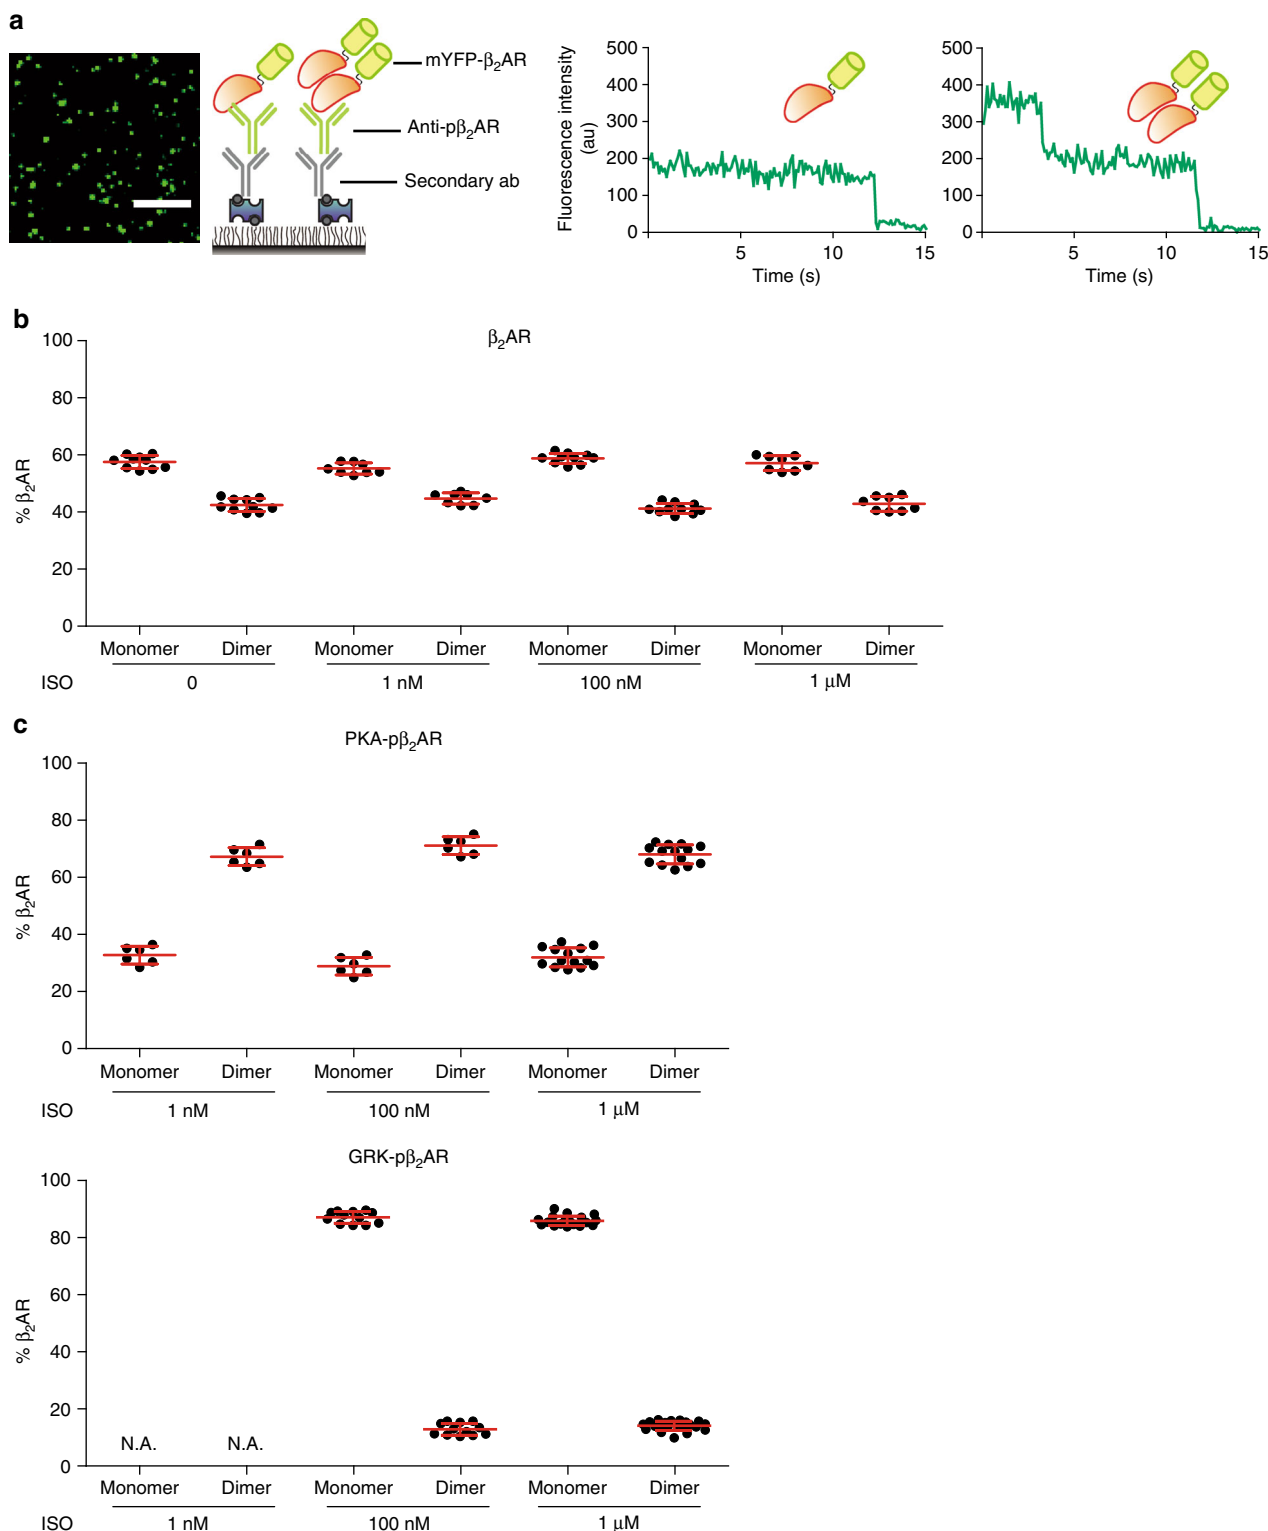 a
mYFP-β₂AR
Anti-pβ₂AR
Secondary ab
Fluorescence intensity (au)
500
400
300
200
100
0
5
10
15
Time (s)
500
400
300
200
100
0
5
10
15
Time (s)
b
β₂AR
% β₂AR
100
80
60
40
20
0
Monomer Dimer Monomer Dimer Monomer Dimer Monomer Dimer
ISO 0 1 nM 100 nM 1 μM
c
PKA-pβ₂AR
% β₂AR
100
80
60
40
20
0
Monomer Dimer Monomer Dimer Monomer Dimer
ISO 1 nM 100 nM 1 μM
GRK-pβ₂AR
% β₂AR
100
80
60
40
20
0
N.A. N.A.
Monomer Dimer Monomer Dimer Monomer Dimer
ISO 1 nM 100 nM 1 μM